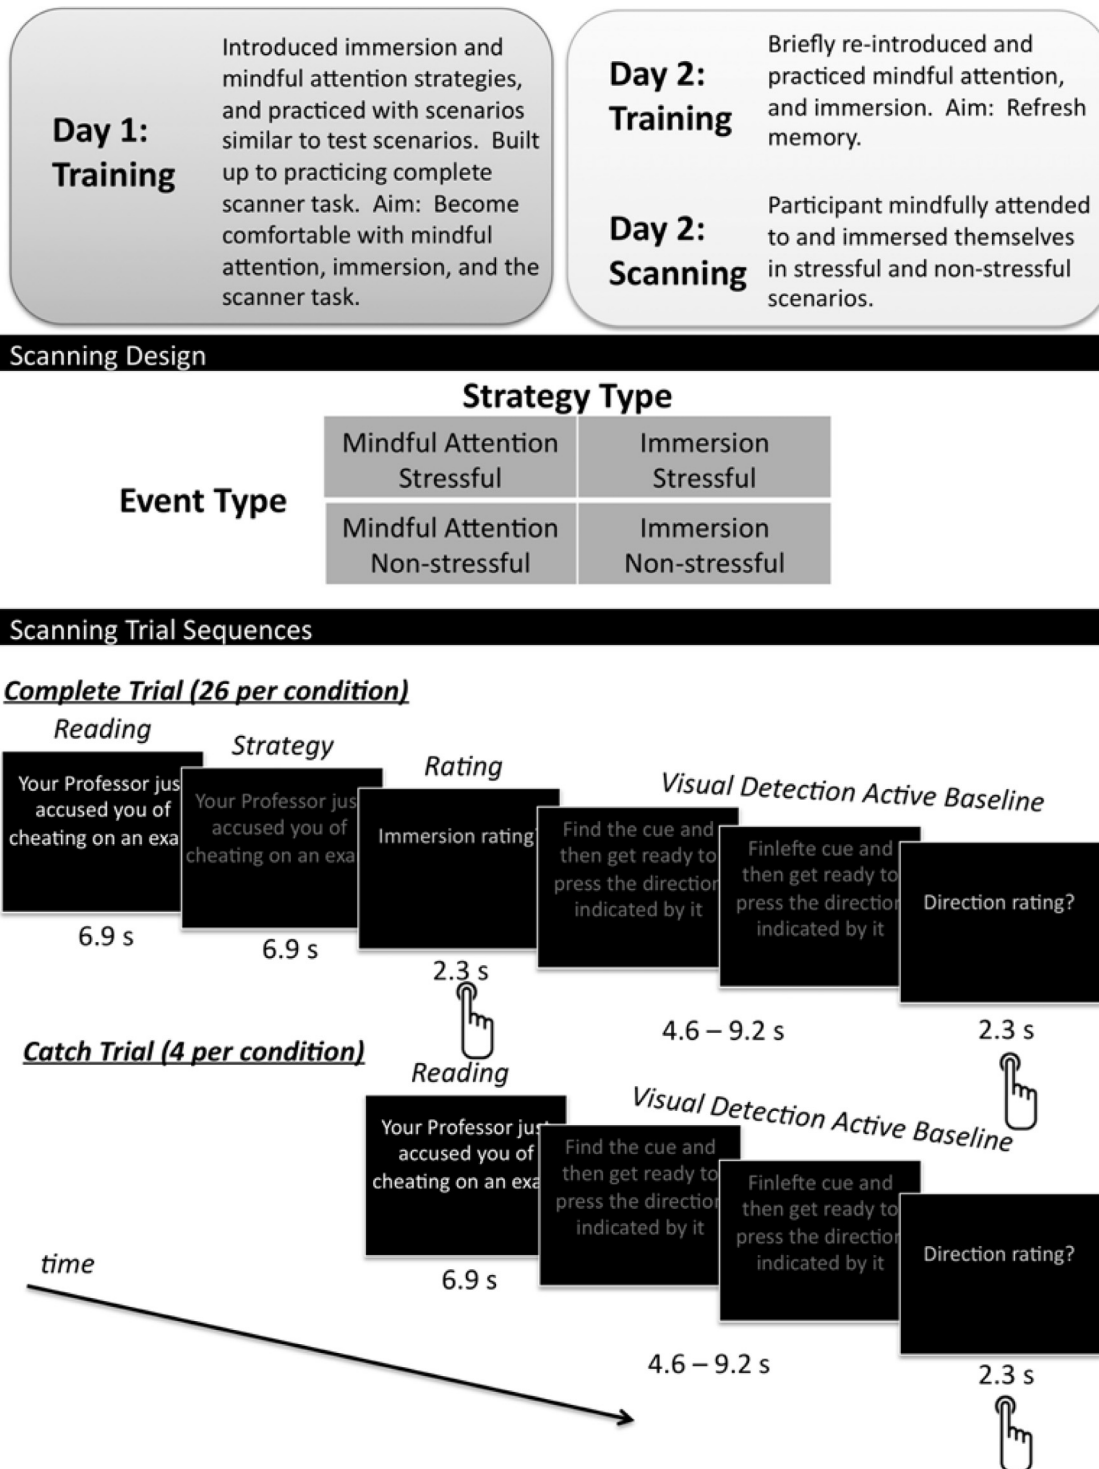 Day 1:
Training
Introduced immersion and
mindful attention strategies,
and practiced with scenarios
similar to test scenarios.  Built
up to practicing complete
scanner task.  Aim:  Become
comfortable with mindful
attention, immersion, and the
scanner task.
Day 2:
Training
Briefly re-introduced and
practiced mindful attention,
and immersion.  Aim:  Refresh
memory.
Day 2:
Scanning
Participant mindfully attended
to and immersed themselves
in stressful and non-stressful
scenarios.
Scanning Design
Strategy Type
Event Type
Mindful Attention
Stressful
Immersion
Stressful
Mindful Attention
Non-stressful
Immersion
Non-stressful
Scanning Trial Sequences
Complete Trial (26 per condition)
Reading
Your Professor jus
accused you of
cheating on an exa
6.9 s
Strategy
Your Professor jus
accused you of
cheating on an exa
6.9 s
Rating
Immersion rating?
2.3 s
Visual Detection Active Baseline
Find the cue and
then get ready to
press the direction
indicated by it
Finlefte cue and
then get ready to
press the direction
indicated by it
4.6 – 9.2 s
Direction rating?
2.3 s
Catch Trial (4 per condition)
Reading
Your Professor just
accused you of
cheating on an exa
6.9 s
Visual Detection Active Baseline
Find the cue and
then get ready to
press the direction
indicated by it
Finlefte cue and
then get ready to
press the direction
indicated by it
4.6 – 9.2 s
Direction rating?
2.3 s
time